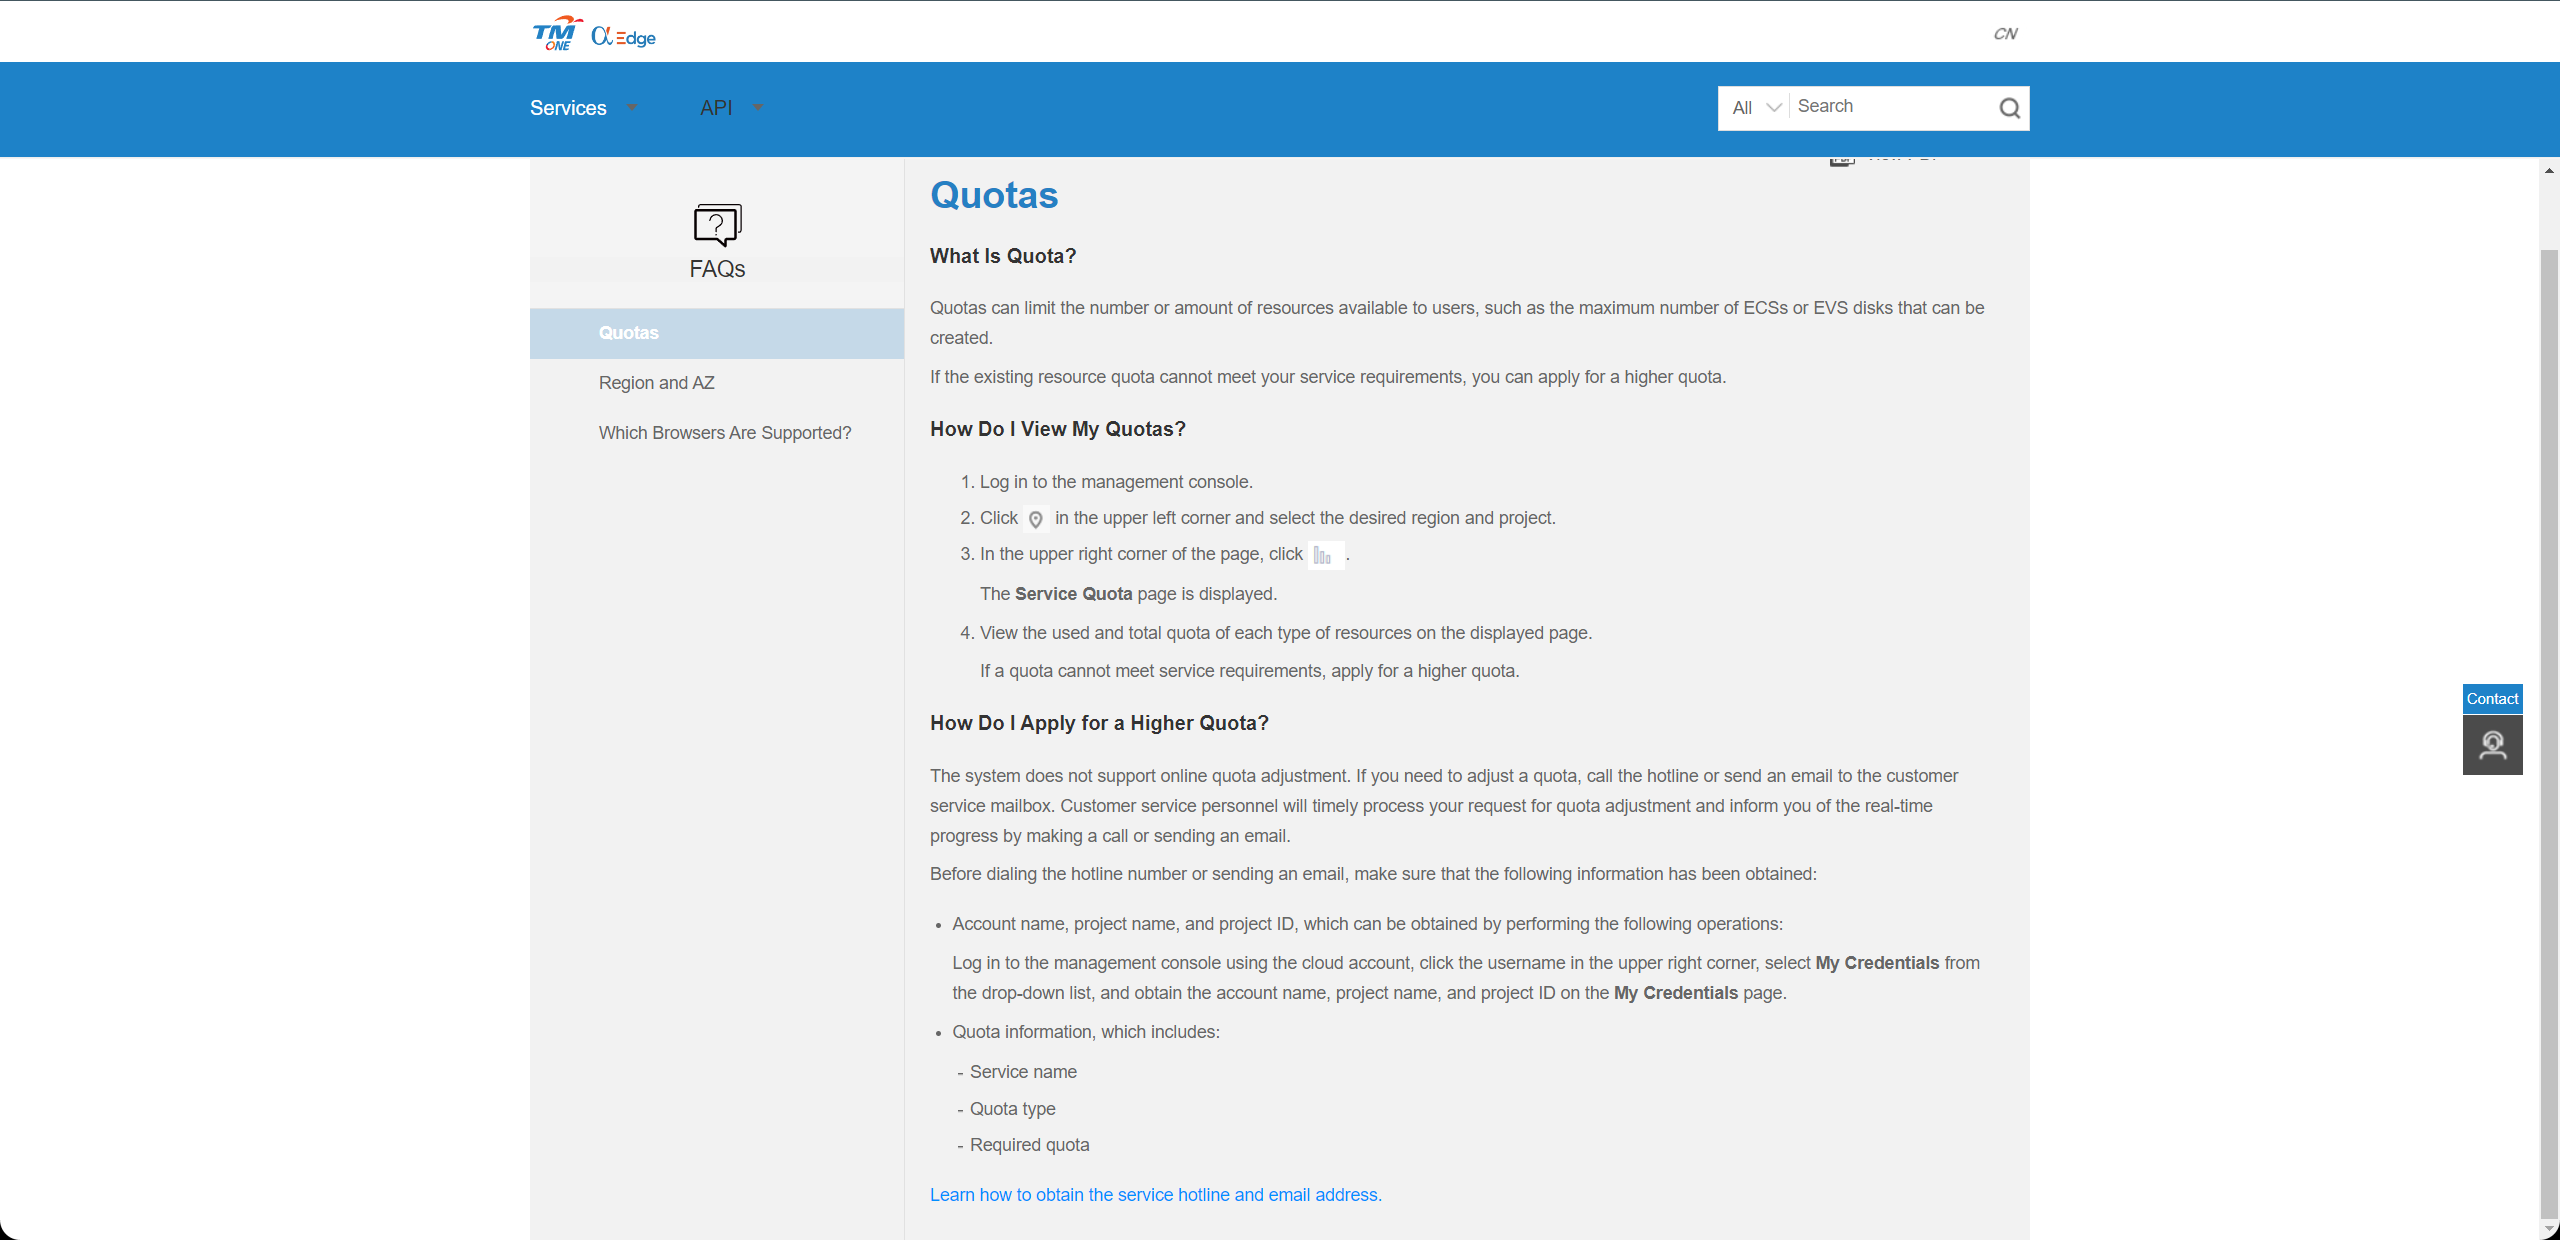 TM ONE α Edge
CN
Services
API
All
Search
FAQs
Quotas
Region and AZ
Which Browsers Are Supported?
Quotas
What Is Quota?
Quotas can limit the number or amount of resources available to users, such as the maximum number of ECSs or EVS disks that can be
created.
If the existing resource quota cannot meet your service requirements, you can apply for a higher quota.
How Do I View My Quotas?
1. Log in to the management console.
2. Click in the upper left corner and select the desired region and project.
3. In the upper right corner of the page, click .
The Service Quota page is displayed.
4. View the used and total quota of each type of resources on the displayed page.
If a quota cannot meet service requirements, apply for a higher quota.
How Do I Apply for a Higher Quota?
The system does not support online quota adjustment. If you need to adjust a quota, call the hotline or send an email to the customer
service mailbox. Customer service personnel will timely process your request for quota adjustment and inform you of the real-time
progress by making a call or sending an email.
Before dialing the hotline number or sending an email, make sure that the following information has been obtained:
• Account name, project name, and project ID, which can be obtained by performing the following operations:
Log in to the management console using the cloud account, click the username in the upper right corner, select My Credentials from
the drop-down list, and obtain the account name, project name, and project ID on the My Credentials page.
• Quota information, which includes:
- Service name
- Quota type
- Required quota
Learn how to obtain the service hotline and email address.
Contact